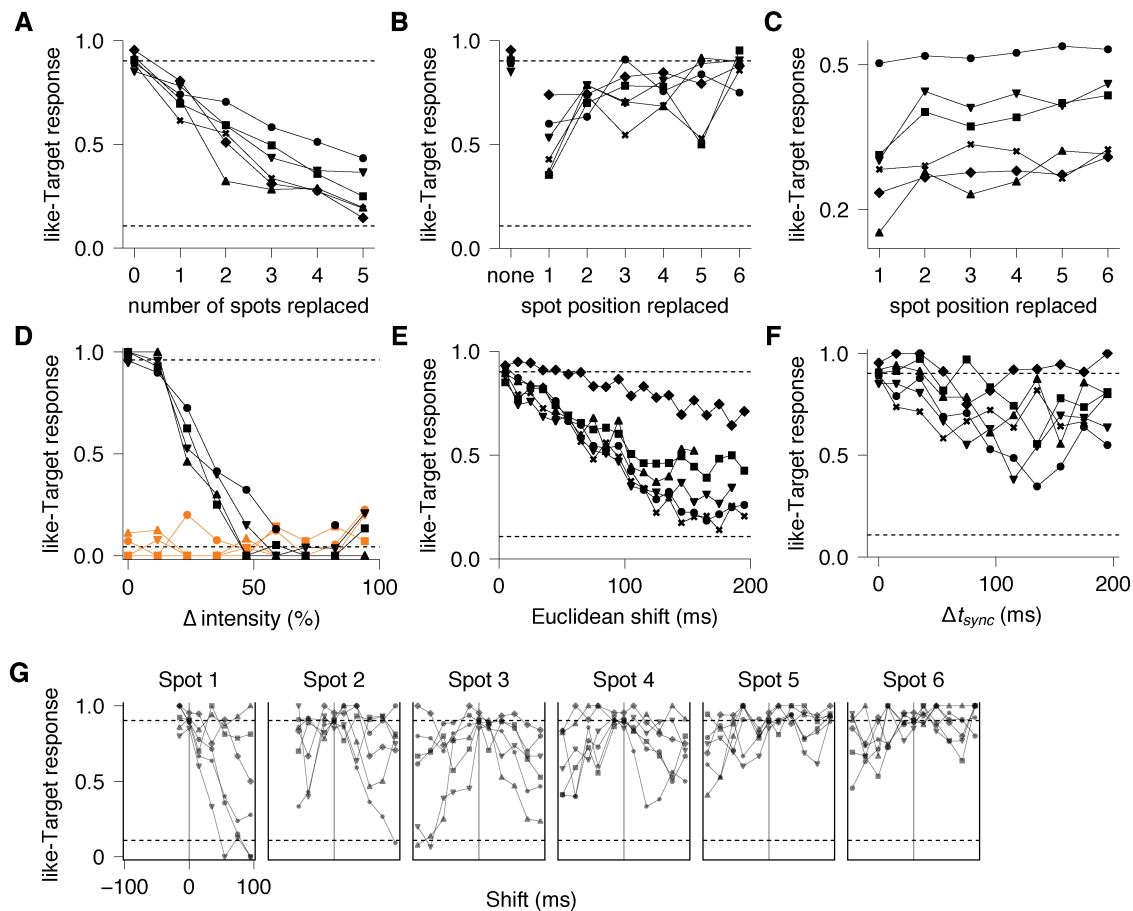 A
B
C
like-Target response
1.0
0.5
0.0
0 1 2 3 4 5
number of spots replaced
like-Target response
1.0
0.5
0.0
none 1 2 3 4 5 6
spot position replaced
like-Target response
0.5
0.2
1 2 3 4 5 6
spot position replaced
D
E
F
like-Target response
1.0
0.5
0.0
0 50 100
Δ intensity (%)
like-Target response
1.0
0.5
0.0
0 100 200
Euclidean shift (ms)
like-Target response
1.0
0.5
0.0
0 100 200
Δtsync (ms)
G
Spot 1 Spot 2 Spot 3 Spot 4 Spot 5 Spot 6
like-Target response
1.0
0.5
0
−100 0 100
Shift (ms)